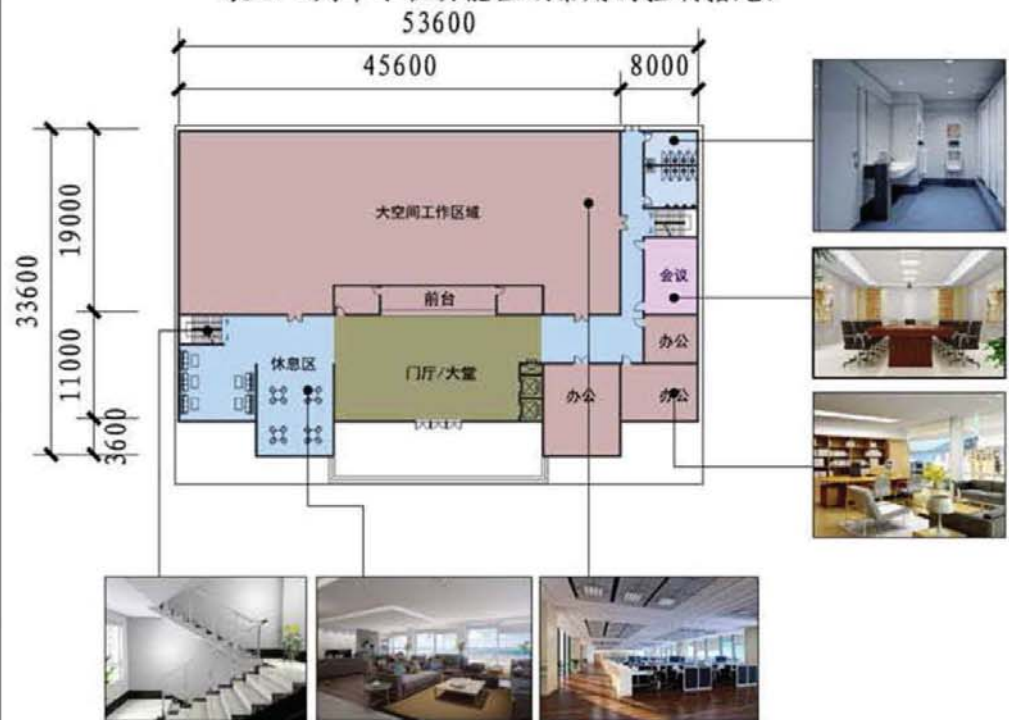 53600
45600
8000
19000
33600
11000
3600
大空间工作区域
前台
会议
办公
休息区
门厅/大堂
办公
办公